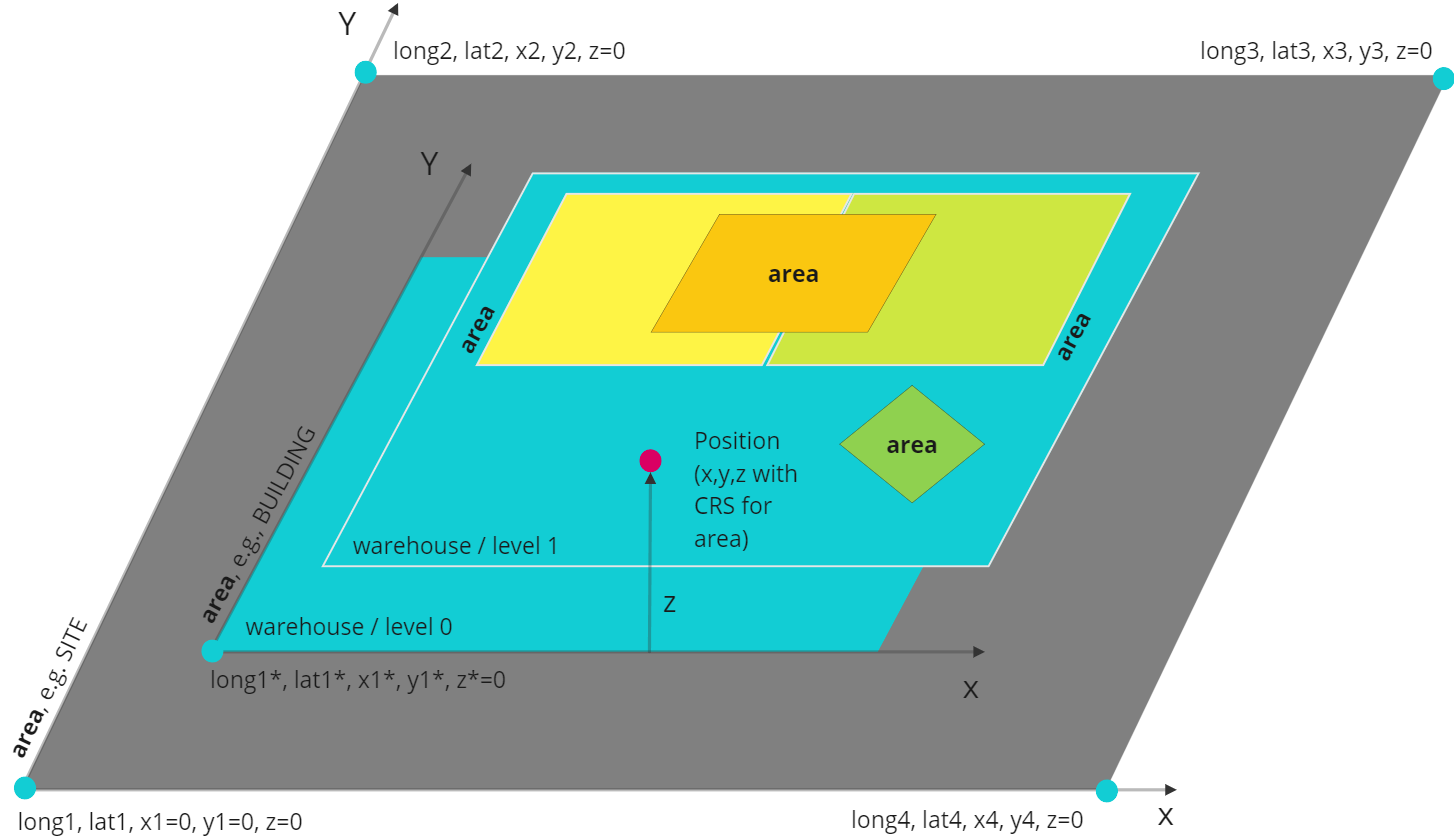 Y
long2, lat2, x2, y2, z=0
long3, lat3, x3, y3, z=0
Y
area
area
area
Position
(x,y,z with
CRS for
area)
area
area, e.g., BUILDING
warehouse / level 1
z
warehouse / level 0
long1*, lat1*, x1*, y1*, z*=0
x
area, e.g. SITE
long1, lat1, x1=0, y1=0, z=0
long4, lat4, x4, y4, z=0
x